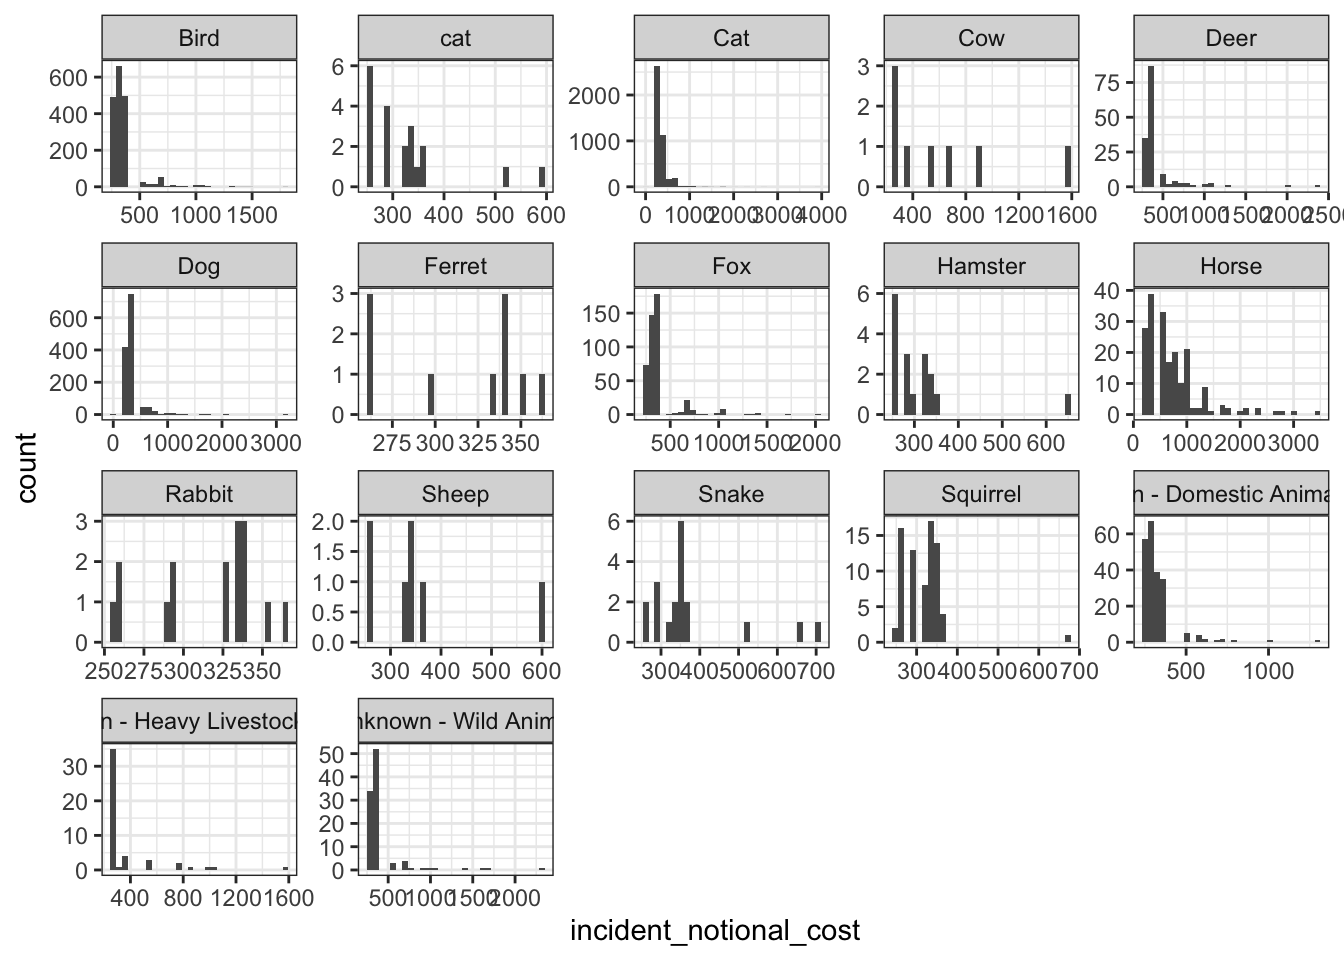 Bird cat Cat Cow Deer
600 400 200 0
6 4 2 0
2000 1000 0
3 2 1 0
75 50 25 0
500 1000 1500
300 400 500 600
0 1000 2000 3000 4000
400 800 1200 1600
500 1000 1500 2000 2500
Dog Ferret Fox Hamster Horse
600 400 200 0
3 2 1 0
150 100 50 0
6 4 2 0
40 30 20 10 0
0 1000 2000 3000
275 300 325 350
500 1000 1500 2000
300 400 500 600
0 1000 2000 3000
Rabbit Sheep Snake Squirrel n - Domestic Anima
3 2 1 0
2.0 1.5 1.0 0.5 0.0
6 4 2 0
15 10 5 0
60 40 20 0
250 275 300 325 350
300 400 500 600
300 400 500 600 700
300 400 500 600 700
500 1000
n - Heavy Livestock nknown - Wild Anim
30 20 10 0
50 40 30 20 10 0
400 800 1200 1600
500 1000 1500 2000
count
incident_notional_cost